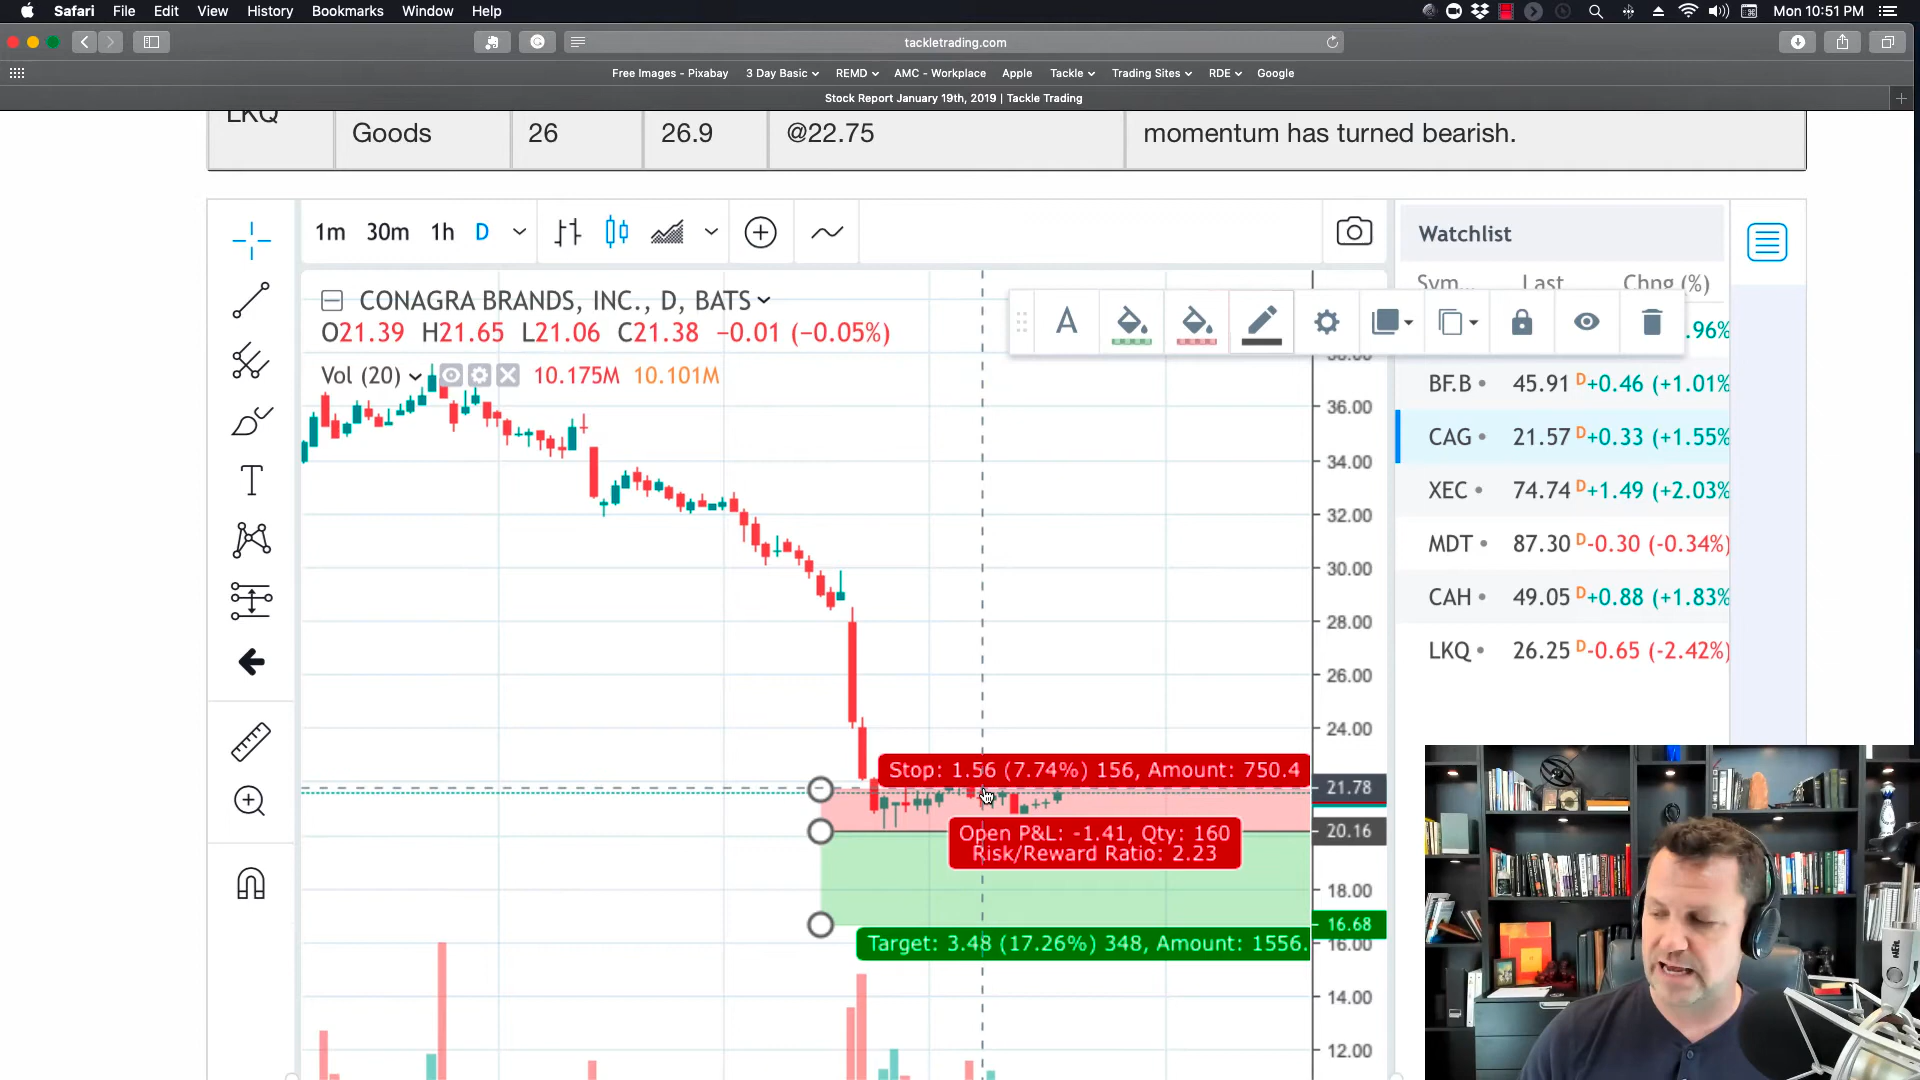 Safari File Edit View History Bookmarks Window Help Mon 10:51 PM
tackletrading.com
Free Images - Pixabay 3 Day Basic REMD AMC - Workplace Apple Tackle Trading Sites RDE Google
Stock Report January 19th, 2019 | Tackle Trading
LKQ Goods 26 26.9 @22.75 momentum has turned bearish.
1m 30m 1h D
Watchlist
Sym... Last Chng (%)
CONAGRA BRANDS, INC., D, BATS
O21.39 H21.65 L21.06 C21.38 −0.01 (−0.05%)
Vol (20) 10.175M 10.101M
A
T
.96%
BF.B 45.91 D +0.46 (+1.01%
CAG 21.57 D +0.33 (+1.55%
XEC 74.74 D +1.49 (+2.03%
MDT 87.30 D -0.30 (-0.34%)
CAH 49.05 D +0.88 (+1.83%
LKQ 26.25 D -0.65 (-2.42%)
38.00
36.00
34.00
32.00
30.00
28.00
26.00
24.00
21.78
20.16
18.00
16.68
16.00
14.00
12.00
Stop: 1.56 (7.74%) 156, Amount: 750.4
Open P&L: -1.41, Qty: 160
Risk/Reward Ratio: 2.23
Target: 3.48 (17.26%) 348, Amount: 1556.